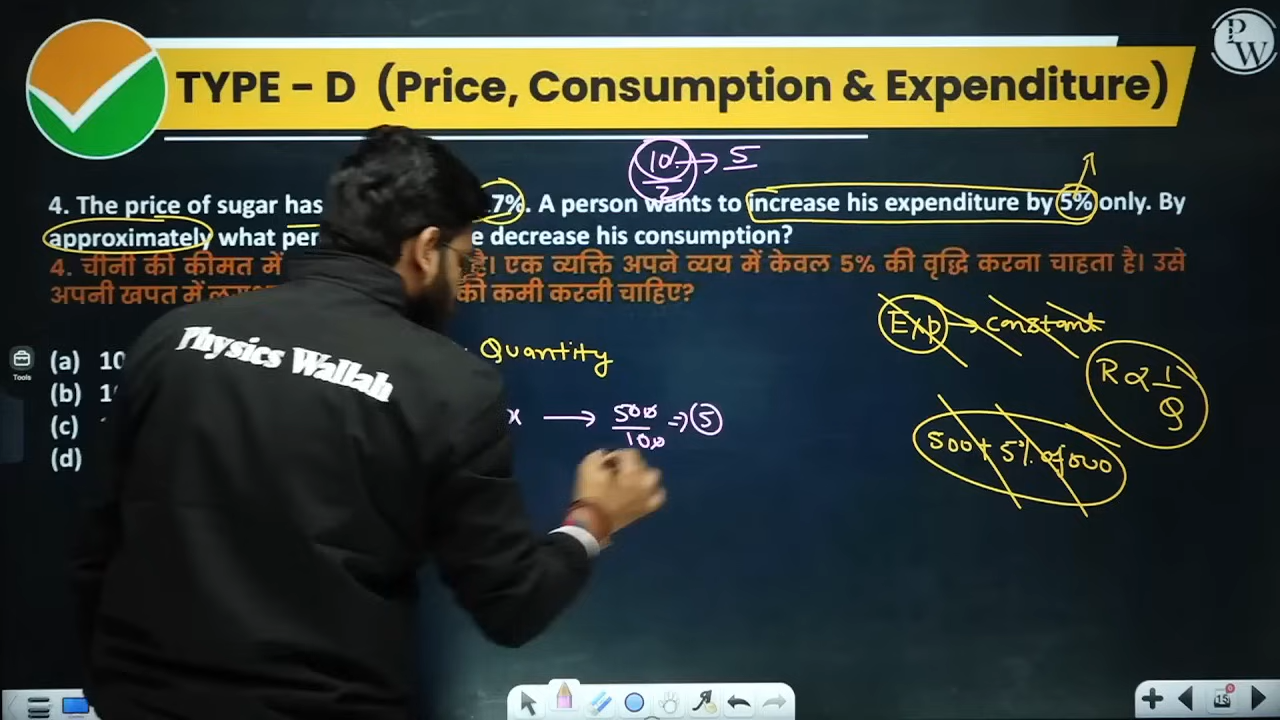 PW
TYPE – D (Price, Consumption & Expenditure)
10% → 5
2
4. The price of sugar has 7%. A person wants to increase his expenditure by 5% only. By
approximately what decrease his consumption?
4. चीनी की कीमत में है। एक व्यक्ति अपने व्यय में केवल 5% की वृद्धि करना चाहता है। उसे
अपनी खपत में की कमी करनी चाहिए?
Exp → constant
Quantity
(a) 10
(b)
(c)
(d)
Physics Wallah
R ∝ 1/Q
x → 500/100 ⇒ 5
500 + 5% of 500
Tools
15